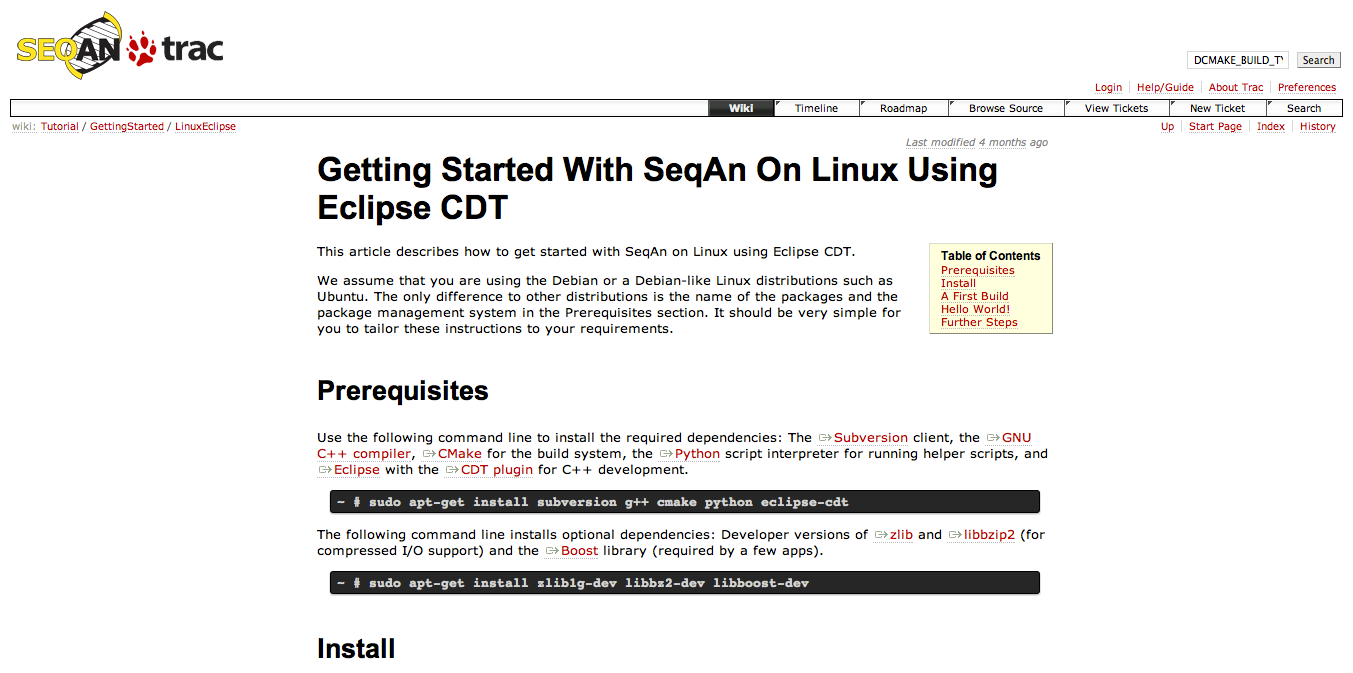 SEQAN trac
DCMAKE_BUILD_TY Search
Login Help/Guide About Trac Preferences
Wiki Timeline Roadmap Browse Source View Tickets New Ticket Search
wiki: Tutorial / GettingStarted / LinuxEclipse
Up Start Page Index History
Last modified 4 months ago
Getting Started With SeqAn On Linux Using
Eclipse CDT
This article describes how to get started with SeqAn on Linux using Eclipse CDT.
We assume that you are using the Debian or a Debian-like Linux distributions such as
Ubuntu. The only difference to other distributions is the name of the packages and the
package management system in the Prerequisites section. It should be very simple for
you to tailor these instructions to your requirements.
Table of Contents
Prerequisites
Install
A First Build
Hello World!
Further Steps
Prerequisites
Use the following command line to install the required dependencies: The Subversion client, the GNU
C++ compiler, CMake for the build system, the Python script interpreter for running helper scripts, and
Eclipse with the CDT plugin for C++ development.
~ # sudo apt-get install subversion g++ cmake python eclipse-cdt
The following command line installs optional dependencies: Developer versions of zlib and libbzip2 (for
compressed I/O support) and the Boost library (required by a few apps).
~ # sudo apt-get install zlib1g-dev libbz2-dev libboost-dev
Install